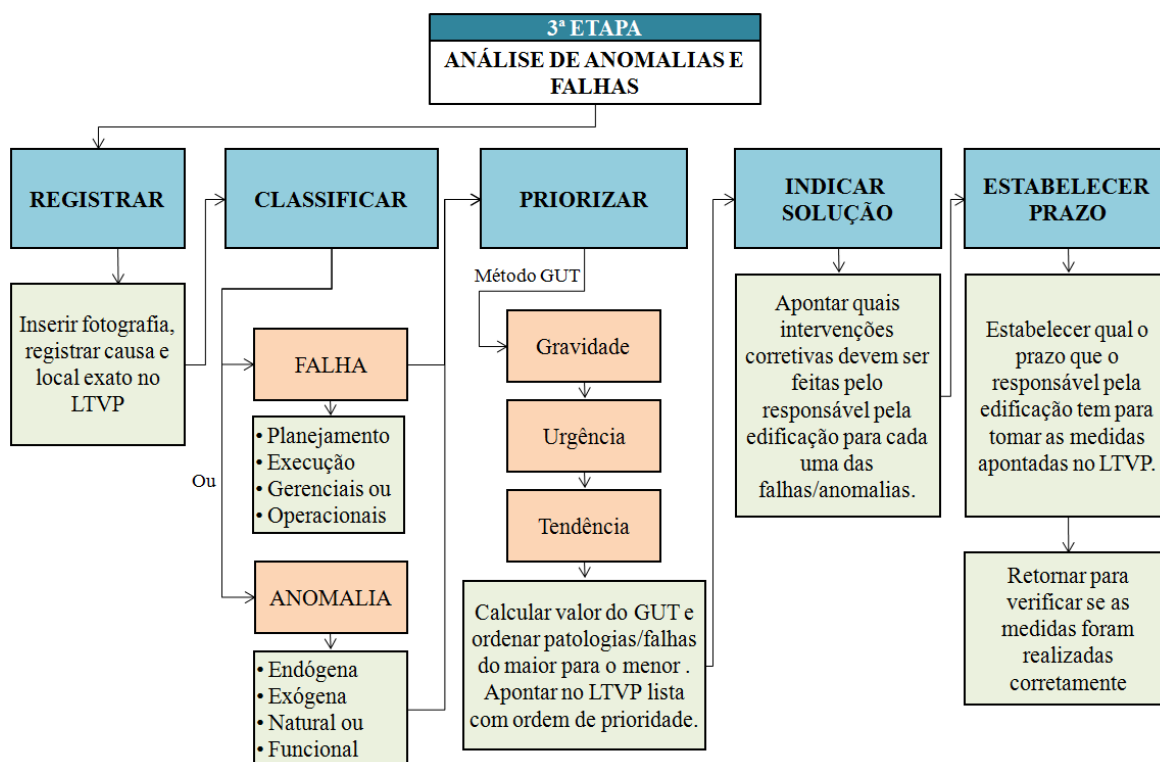 3ª ETAPA
ANÁLISE DE ANOMALIAS E
FALHAS
REGISTRAR
Inserir fotografia,
registrar causa e
local exato no
LTVP
CLASSIFICAR
FALHA
• Planejamento
• Execução
• Gerenciais ou
• Operacionais
Ou
ANOMALIA
• Endógena
• Exógena
• Natural ou
• Funcional
PRIORIZAR
Método GUT
Gravidade
Urgência
Tendência
Calcular valor do GUT e
ordenar patologias/falhas
do maior para o menor .
Apontar no LTVP lista
com ordem de prioridade.
INDICAR
SOLUÇÃO
Apontar quais
intervenções
corretivas devem ser
feitas pelo
responsável pela
edificação para cada
uma das
falhas/anomalias.
ESTABELECER
PRAZO
Estabelecer qual o
prazo que o
responsável pela
edificação tem para
tomar as medidas
apontadas no LTVP.
Retornar para
verificar se as
medidas foram
realizadas
corretamente